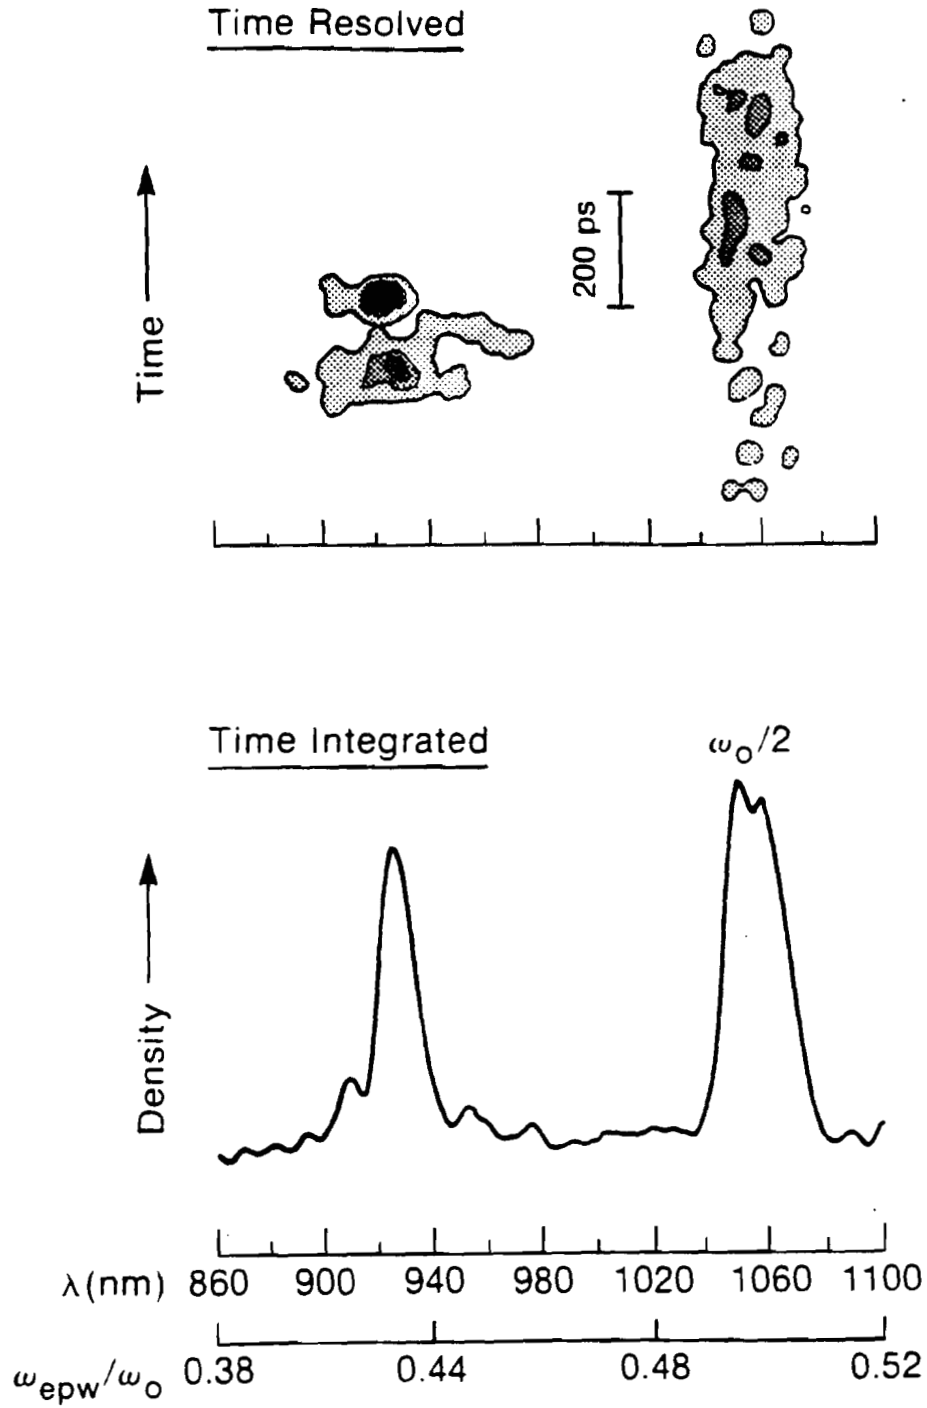 Time Resolved
Time
200 ps
Time Integrated
ω₀/2
Density
λ(nm) 860 900 940 980 1020 1060 1100
ωepw/ω₀ 0.38 0.44 0.48 0.52